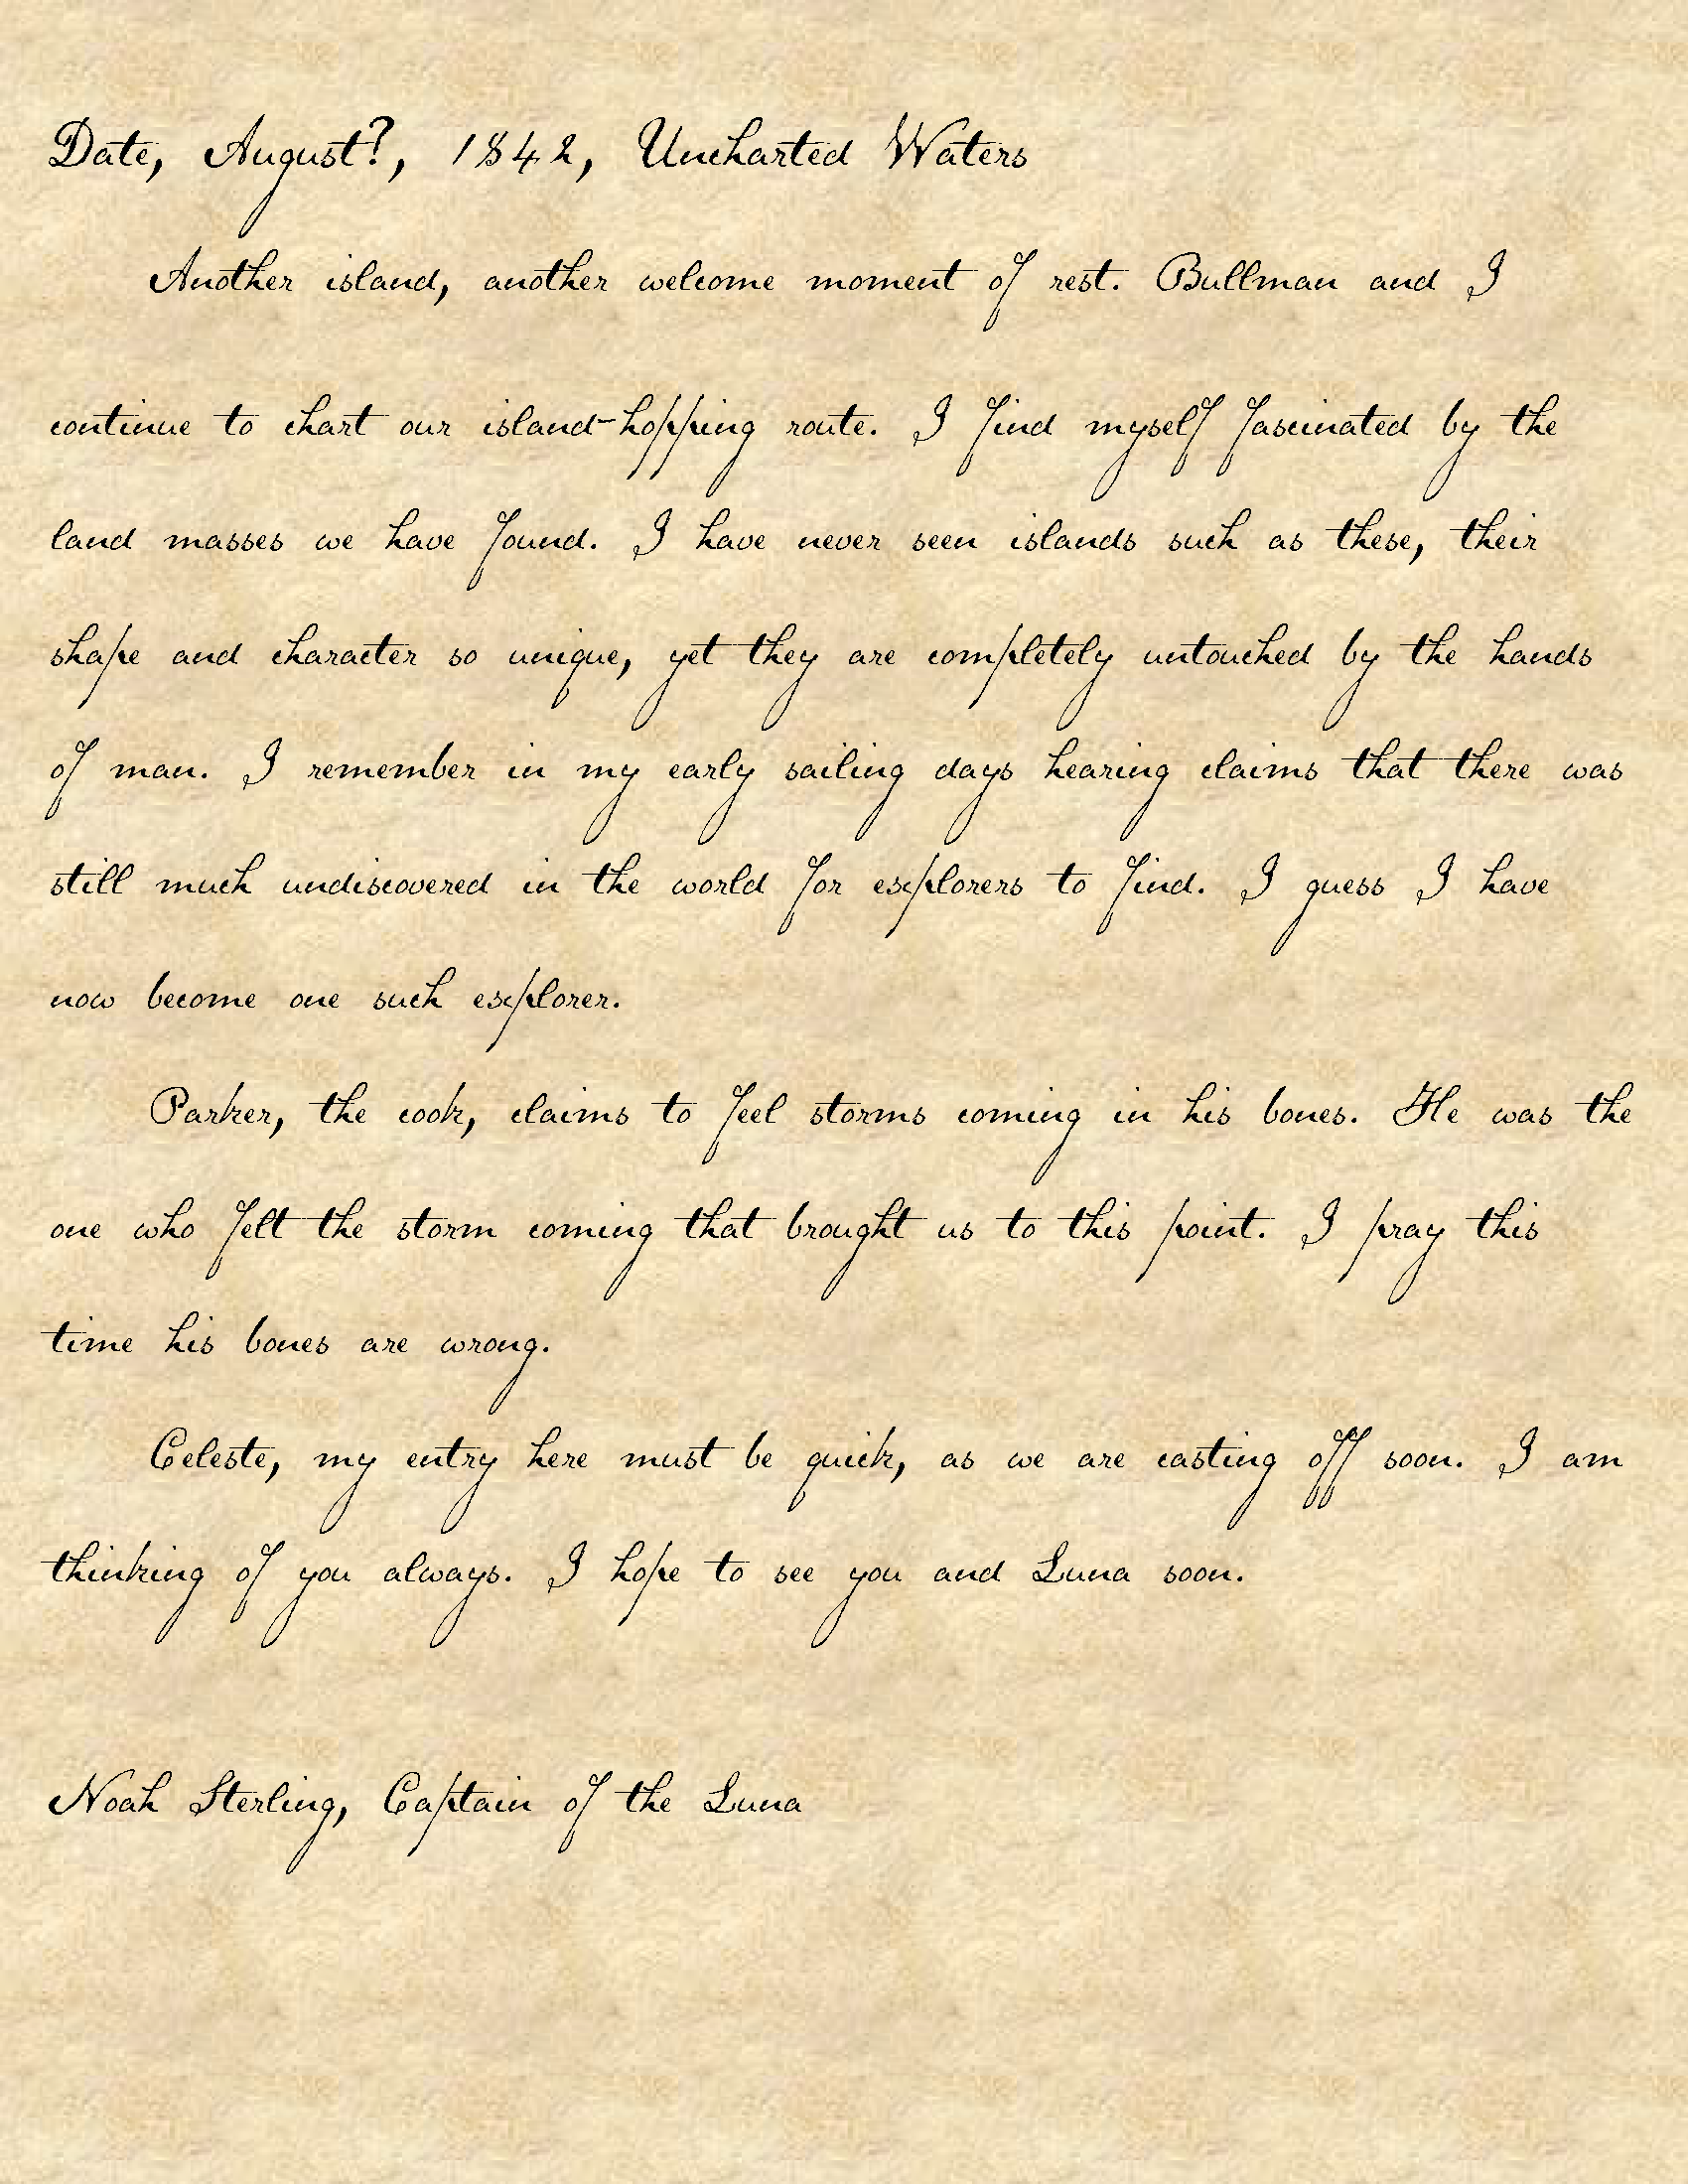 Date, August?, 1842, Uncharted Waters
Another island, another welcome moment of rest. Bullman and I
continue to chart our island-hopping route. I find myself fascinated by the
land masses we have found. I have never seen islands such as these, their
shape and character so unique, yet they are completely untouched by the hands
of man. I remember in my early sailing days hearing claims that there was
still much undiscovered in the world for explorers to find. I guess I have
now become one such explorer.
Parker, the cook, claims to feel storms coming in his bones. He was the
one who felt the storm coming that brought us to this point. I pray this
time his bones are wrong.
Celeste, my entry here must be quick, as we are casting off soon. I am
thinking of you always. I hope to see you and Luna soon.
Noah Sterling, Captain of the Luna